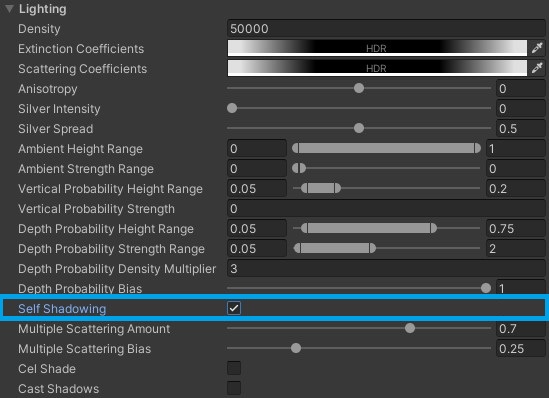 Lighting
Density 50000
Extinction Coefficients HDR
Scattering Coefficients HDR
Anisotropy 0
Silver Intensity 0
Silver Spread 0.5
Ambient Height Range 0 1
Ambient Strength Range 0 0
Vertical Probability Height Range 0.05 0.2
Vertical Probability Strength 0
Depth Probability Height Range 0.05 0.75
Depth Probability Strength Range 0.05 2
Depth Probability Density Multiplier 3
Depth Probability Bias 1
Self Shadowing
Multiple Scattering Amount 0.7
Multiple Scattering Bias 0.25
Cel Shade
Cast Shadows